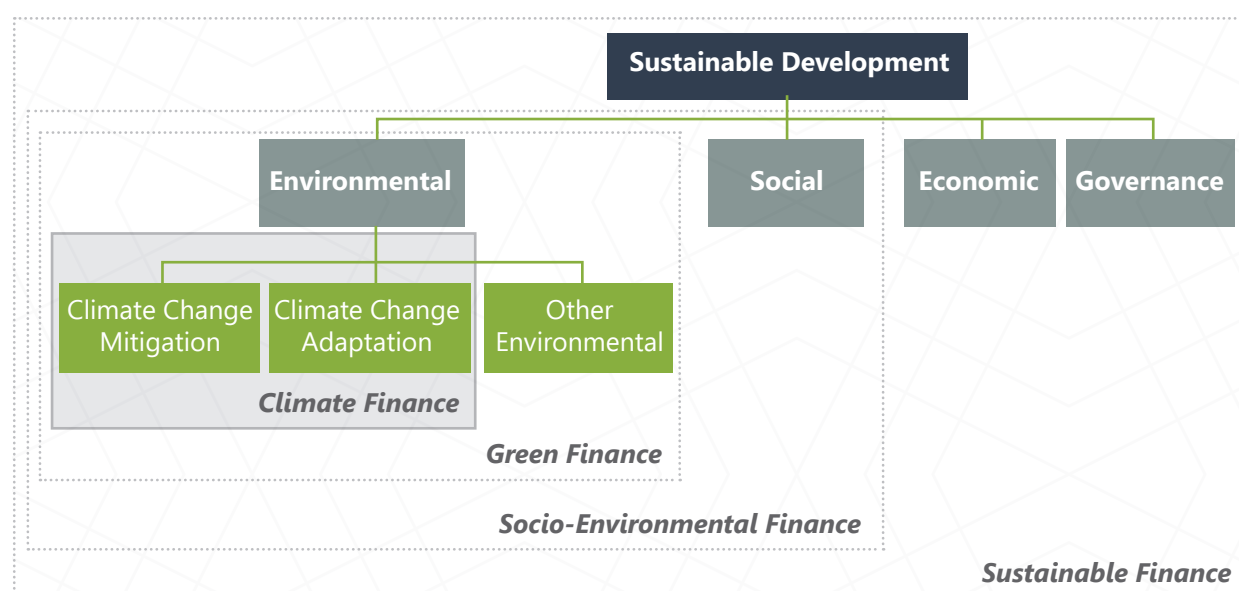 Sustainable Development
Environmental
Social
Economic
Governance
Climate Change
Mitigation
Climate Change
Adaptation
Other
Environmental
Climate Finance
Green Finance
Socio-Environmental Finance
Sustainable Finance